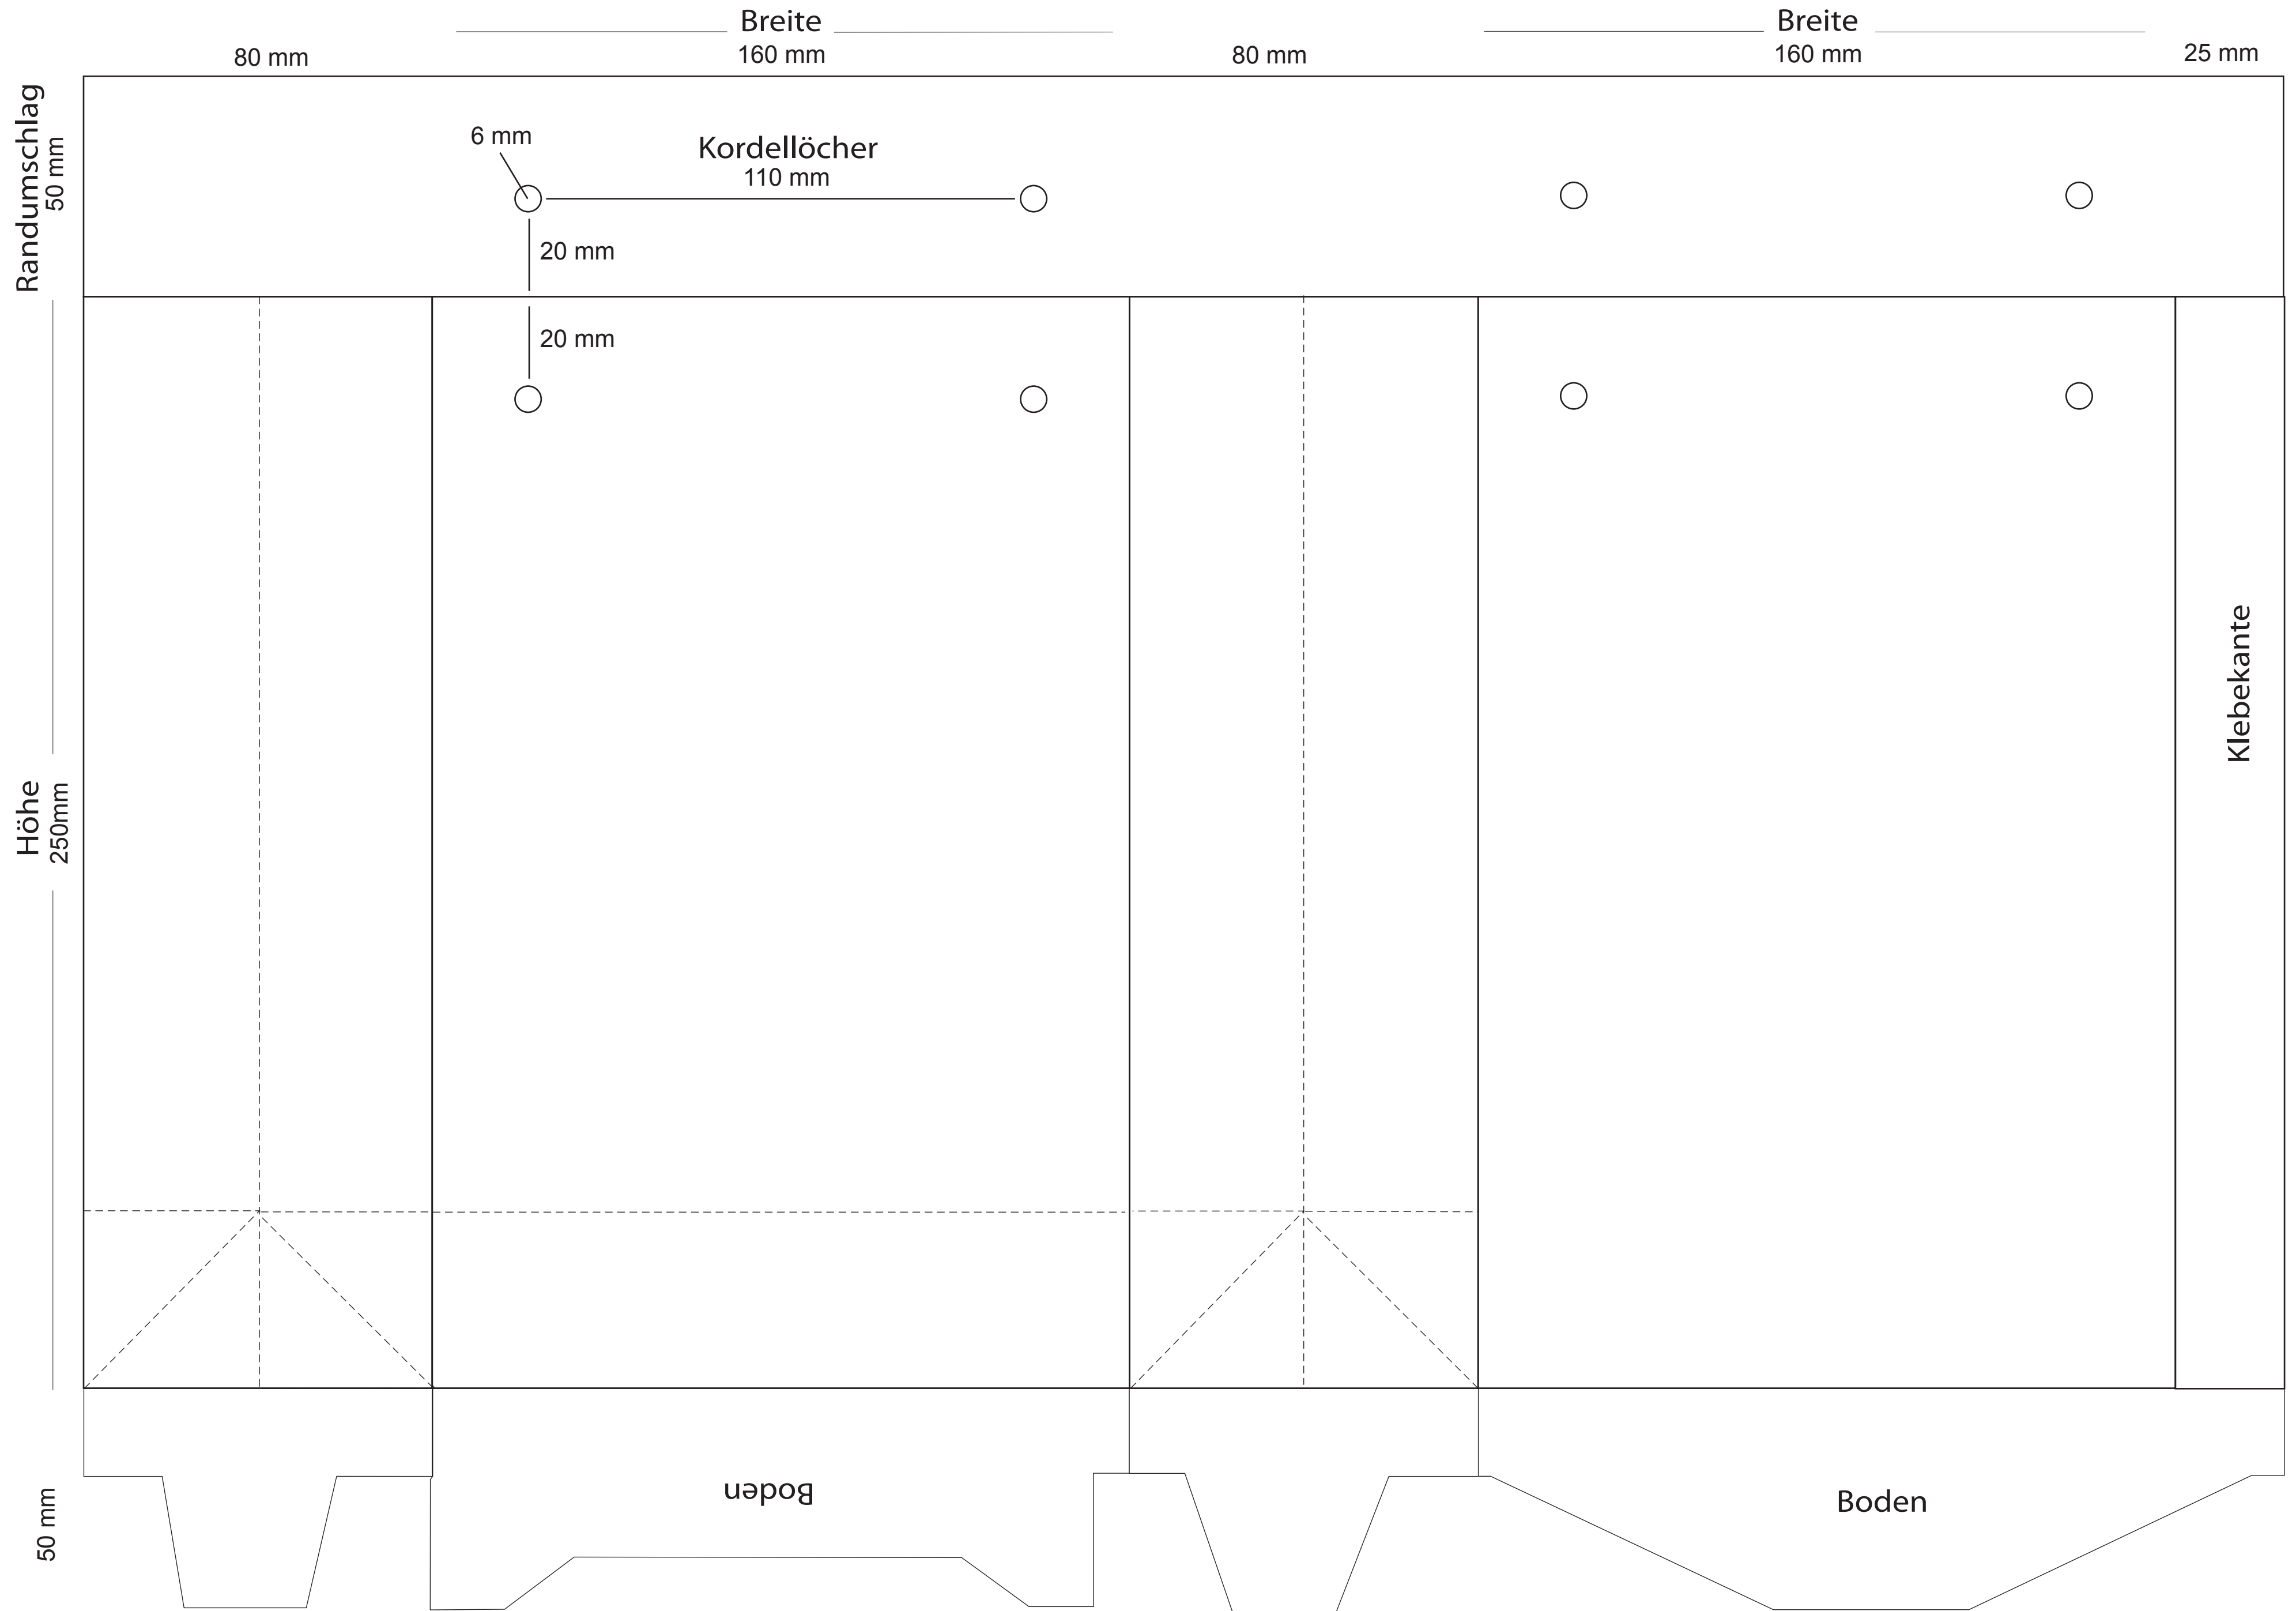 Breite
Breite
80 mm
160 mm
80 mm
160 mm
25 mm
Randumschlag
50 mm
6 mm
Kordellöcher
110 mm
20 mm
20 mm
Klebekante
Höhe
250mm
Boden
Boden
50 mm